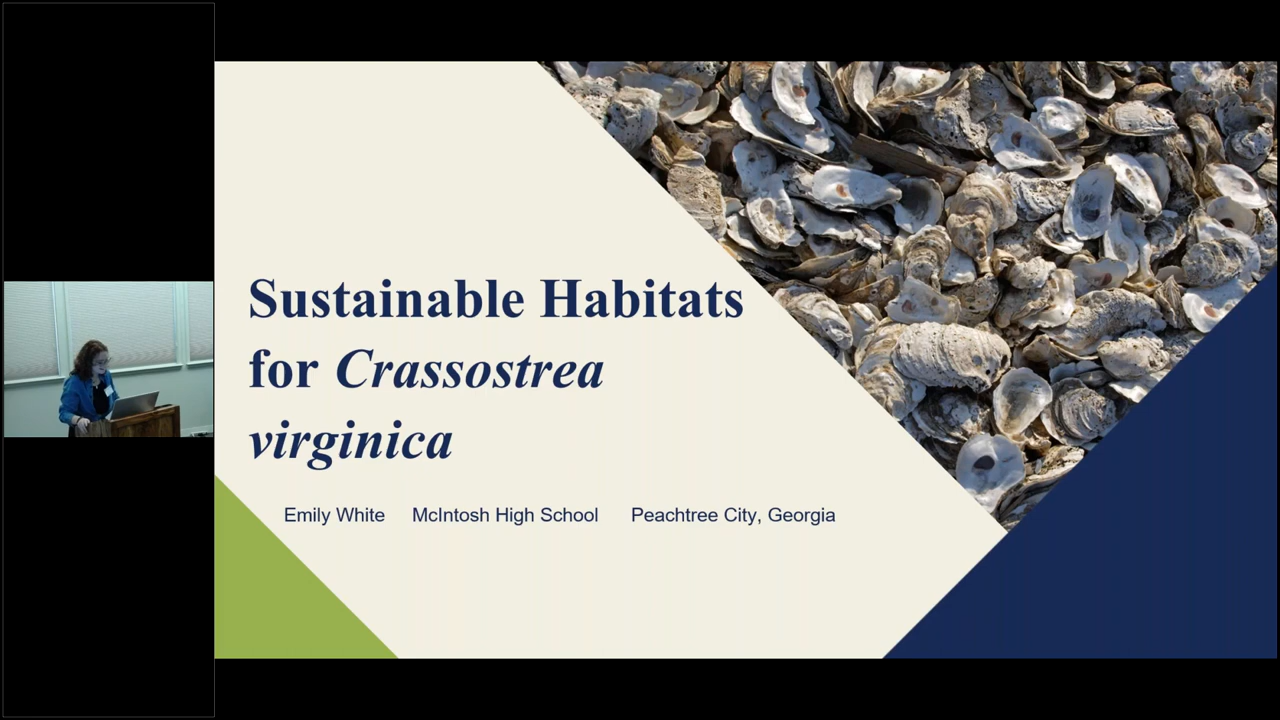 Sustainable Habitats
for Crassostrea
virginica
Emily White McIntosh High School Peachtree City, Georgia